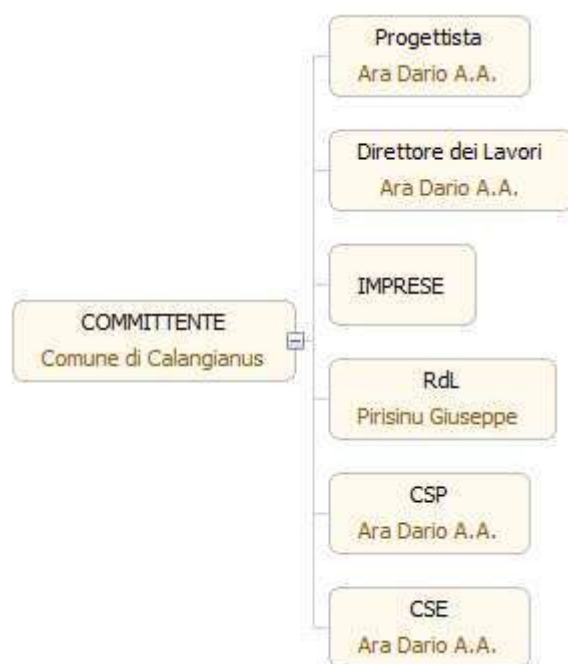 Progettista
Ara Dario A.A.
Direttore dei Lavori
Ara Dario A.A.
IMPRESE
COMMITTENTE
Comune di Calangianus
RdL
Pirisinu Giuseppe
CSP
Ara Dario A.A.
CSE
Ara Dario A.A.